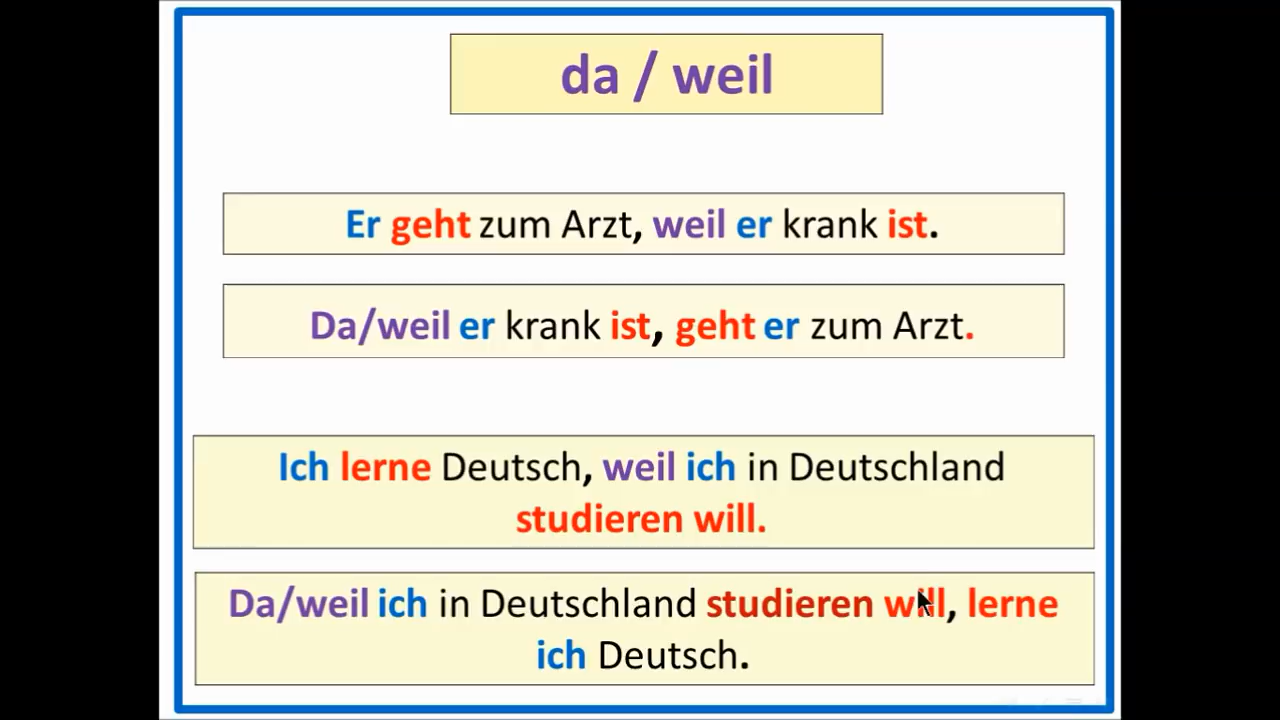 da / weil
Er geht zum Arzt, weil er krank ist.
Da/weil er krank ist, geht er zum Arzt.
Ich lerne Deutsch, weil ich in Deutschland
studieren will.
Da/weil ich in Deutschland studieren will, lerne
ich Deutsch.